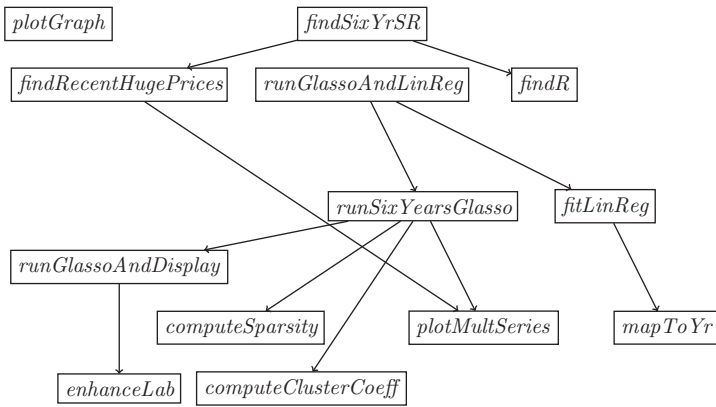 plotGraph
findSixYrSR
findRecentHugePrices
runGlassoAndLinReg
findR
runSixYearsGlasso
fitLinReg
runGlassoAndDisplay
computeSparsity
plotMultSeries
mapToYr
enhanceLab
computeClusterCoeff